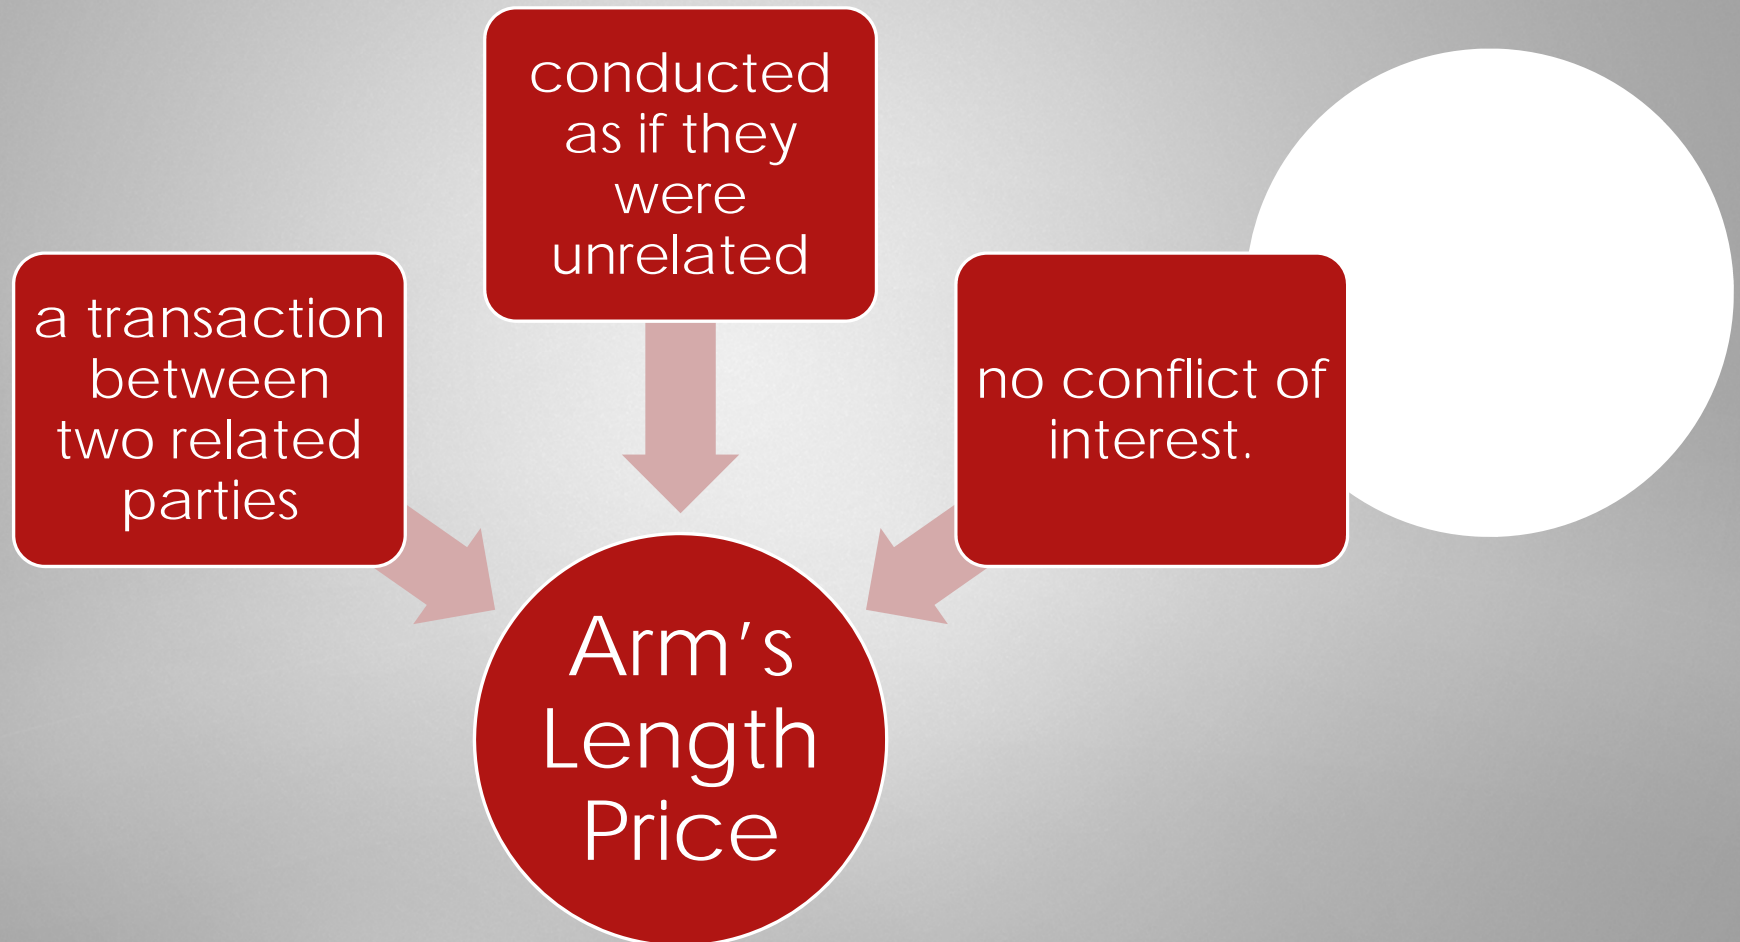 a transaction
between
two related
parties
conducted
as if they
were
unrelated
no conflict of
interest.
Arm’s
Length
Price